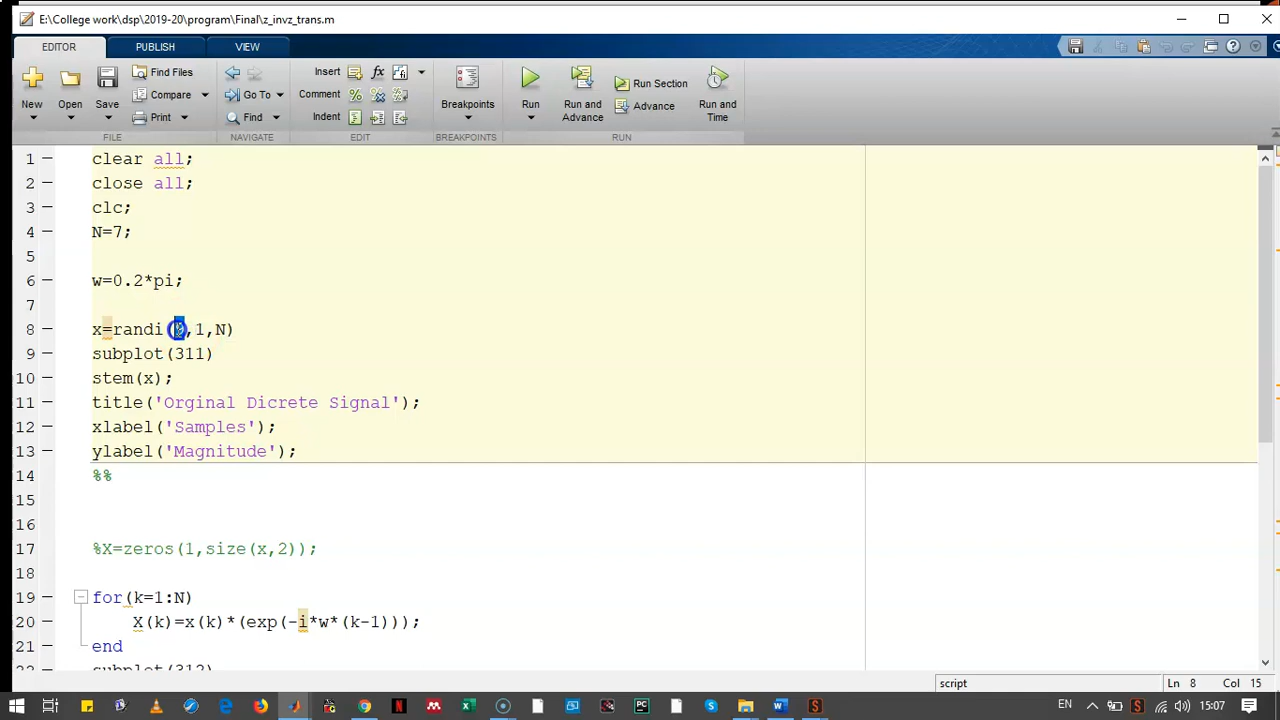 E:\College work\dsp\2019-20\program\Final\z_invz_trans.m
EDITOR PUBLISH VIEW
New Open Save Find Files Compare Print
Go To Find
Insert Comment Indent
Breakpoints Run Run and Advance Run Section Advance Run and Time
FILE NAVIGATE EDIT BREAKPOINTS RUN
1 clear all;
2 close all;
3 clc;
4 N=7;
5
6 w=0.2*pi;
7
8 x=randi( ,1,N)
9 subplot(311)
10 stem(x);
11 title('Orginal Dicrete Signal');
12 xlabel('Samples');
13 ylabel('Magnitude');
14 %%
15
16
17 %X=zeros(1,size(x,2));
18
19 for(k=1:N)
20 X(k)=x(k)*(exp(-i*w*(k-1)));
21 end
22 subplot(312)
script Ln 8 Col 15
EN 15:07